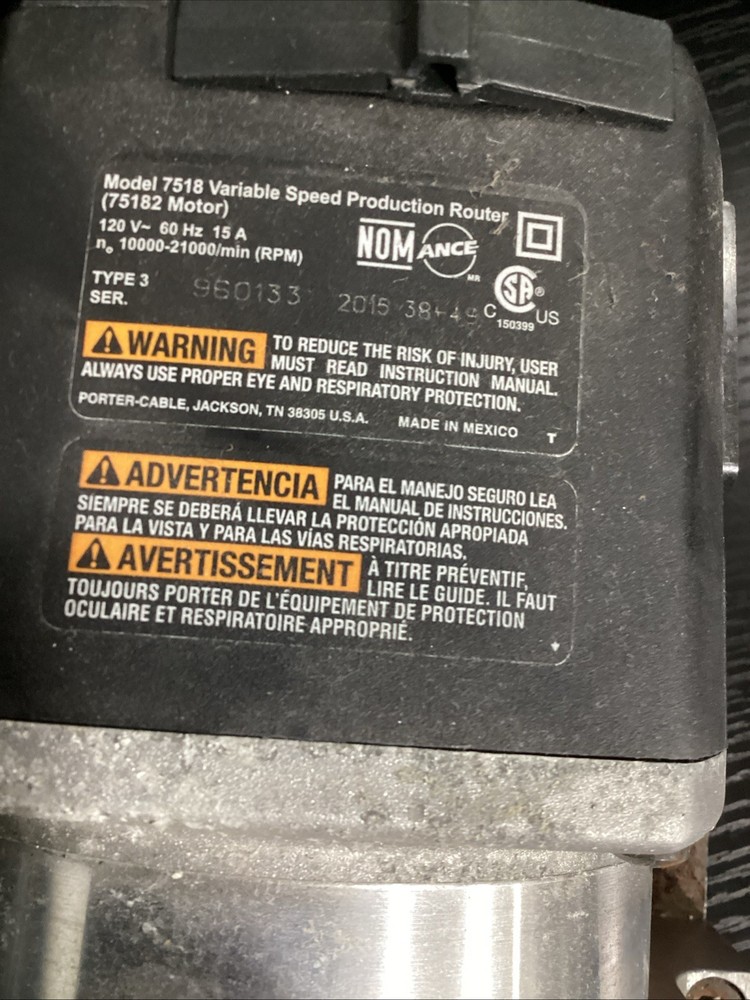 Model 7518 Variable Speed Production Router
(75182 Motor)
120 V~ 60 Hz 15 A
n₀ 10000-21000/min (RPM)
NOM ANCE MR
TYPE 3
SER. 960133 2015 38-49
C SA® US
150399
WARNING TO REDUCE THE RISK OF INJURY, USER
MUST READ INSTRUCTION MANUAL.
ALWAYS USE PROPER EYE AND RESPIRATORY PROTECTION.
PORTER-CABLE, JACKSON, TN 38305 U.S.A. MADE IN MEXICO T
ADVERTENCIA PARA EL MANEJO SEGURO LEA
EL MANUAL DE INSTRUCCIONES.
SIEMPRE SE DEBERÁ LLEVAR LA PROTECCIÓN APROPIADA
PARA LA VISTA Y PARA LAS VÍAS RESPIRATORIAS.
AVERTISSEMENT À TITRE PRÉVENTIF,
LIRE LE GUIDE. IL FAUT
TOUJOURS PORTER DE L'ÉQUIPEMENT DE PROTECTION
OCULAIRE ET RESPIRATOIRE APPROPRIÉ.